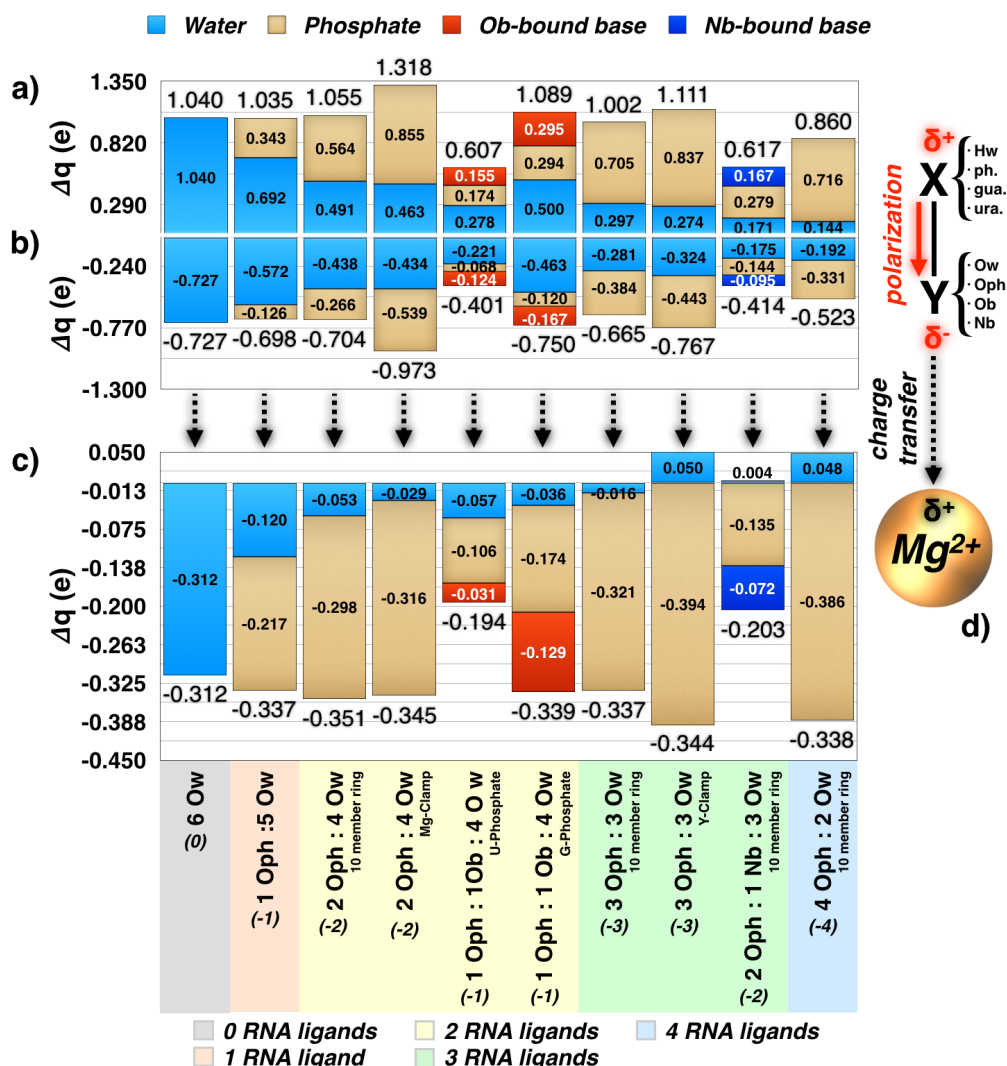 Water Phosphate Ob-bound base Nb-bound base
a)
Δq (e)
1.350
0.820
0.290
1.040 1.035 1.055 1.318 0.607 1.089 1.002 1.111 0.617 0.860
1.040
0.343
0.692
0.564
0.491
0.855
0.463
0.155
0.174
0.278
0.295
0.294
0.500
0.705
0.297
0.837
0.274
0.167
0.279
0.171
0.716
0.144
b)
Δq (e)
-0.240
-0.770
-1.300
-0.727
-0.572
-0.126
-0.438
-0.266
-0.434
-0.539
-0.221
-0.068
-0.124
-0.463
-0.120
-0.167
-0.281
-0.384
-0.324
-0.443
-0.175
-0.144
-0.095
-0.192
-0.331
-0.727 -0.698 -0.704 -0.973 -0.401 -0.750 -0.665 -0.767 -0.414 -0.523
c)
Δq (e)
0.050
-0.013
-0.075
-0.138
-0.200
-0.263
-0.325
-0.388
-0.450
-0.312
-0.120
-0.217
-0.053
-0.298
-0.029
-0.316
-0.057
-0.106
-0.031
-0.036
-0.174
-0.129
-0.016
-0.321
0.050
-0.394
0.004
-0.135
-0.072
0.048
-0.386
-0.312 -0.337 -0.351 -0.345 -0.194 -0.339 -0.337 -0.344 -0.203 -0.338
6 Ow
(0)
1 Oph :5 Ow
(-1)
2 Oph : 4 Ow
10 member ring
(-2)
2 Oph : 4 Ow
Mg-Clamp
(-2)
1 Oph : 1Ob : 4 O w
U-Phosphate
(-1)
1 Oph : 1 Ob : 4 Ow
G-Phosphate
(-1)
3 Oph : 3 Ow
10 member ring
(-3)
3 Oph : 3 Ow
Y-Clamp
(-3)
2 Oph : 1 Nb : 3 Ow
10 member ring
(-2)
4 Oph : 2 Ow
10 member ring
(-4)
0 RNA ligands 2 RNA ligands 4 RNA ligands
1 RNA ligand 3 RNA ligands
δ+
X
· Hw
· ph.
· gua.
· ura.
polarization
Y
· Ow
· Oph
· Ob
· Nb
δ-
charge
transfer
δ+
Mg2+
d)